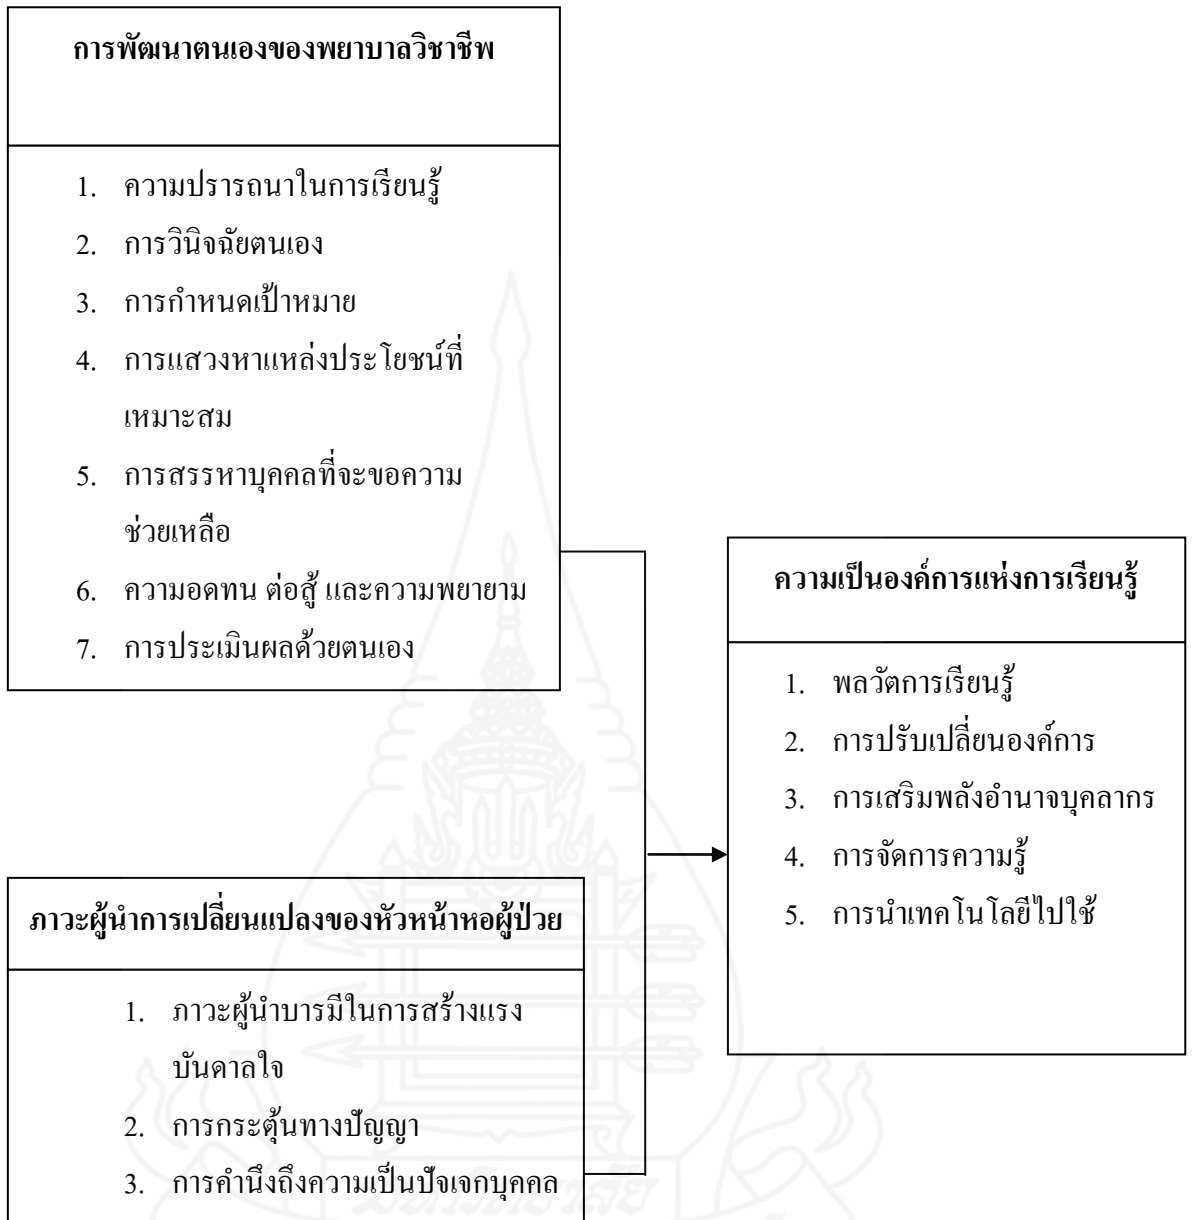 การพัฒนาตนเองของพยาบาลวิชาชีพ
1. ความปรารถนาในการเรียนรู้
2. การวินิจฉัยตนเอง
3. การกำหนดเป้าหมาย
4. การแสวงหาแหล่งประโยชน์ที่
เหมาะสม
5. การสรรหาบุคคลที่จะขอความ
ช่วยเหลือ
6. ความอดทน ต่อสู้ และความพยายาม
7. การประเมินผลด้วยตนเอง
ภาวะผู้นำการเปลี่ยนแปลงของหัวหน้าหอผู้ป่วย
1. ภาวะผู้นำบารมีในการสร้างแรง
บันดาลใจ
2. การกระตุ้นทางปัญญา
3. การคำนึงถึงความเป็นปัจเจกบุคคล
ความเป็นองค์การแห่งการเรียนรู้
1. พลวัตการเรียนรู้
2. การปรับเปลี่ยนองค์การ
3. การเสริมพลังอำนาจบุคลากร
4. การจัดการความรู้
5. การนำเทคโนโลยีไปใช้